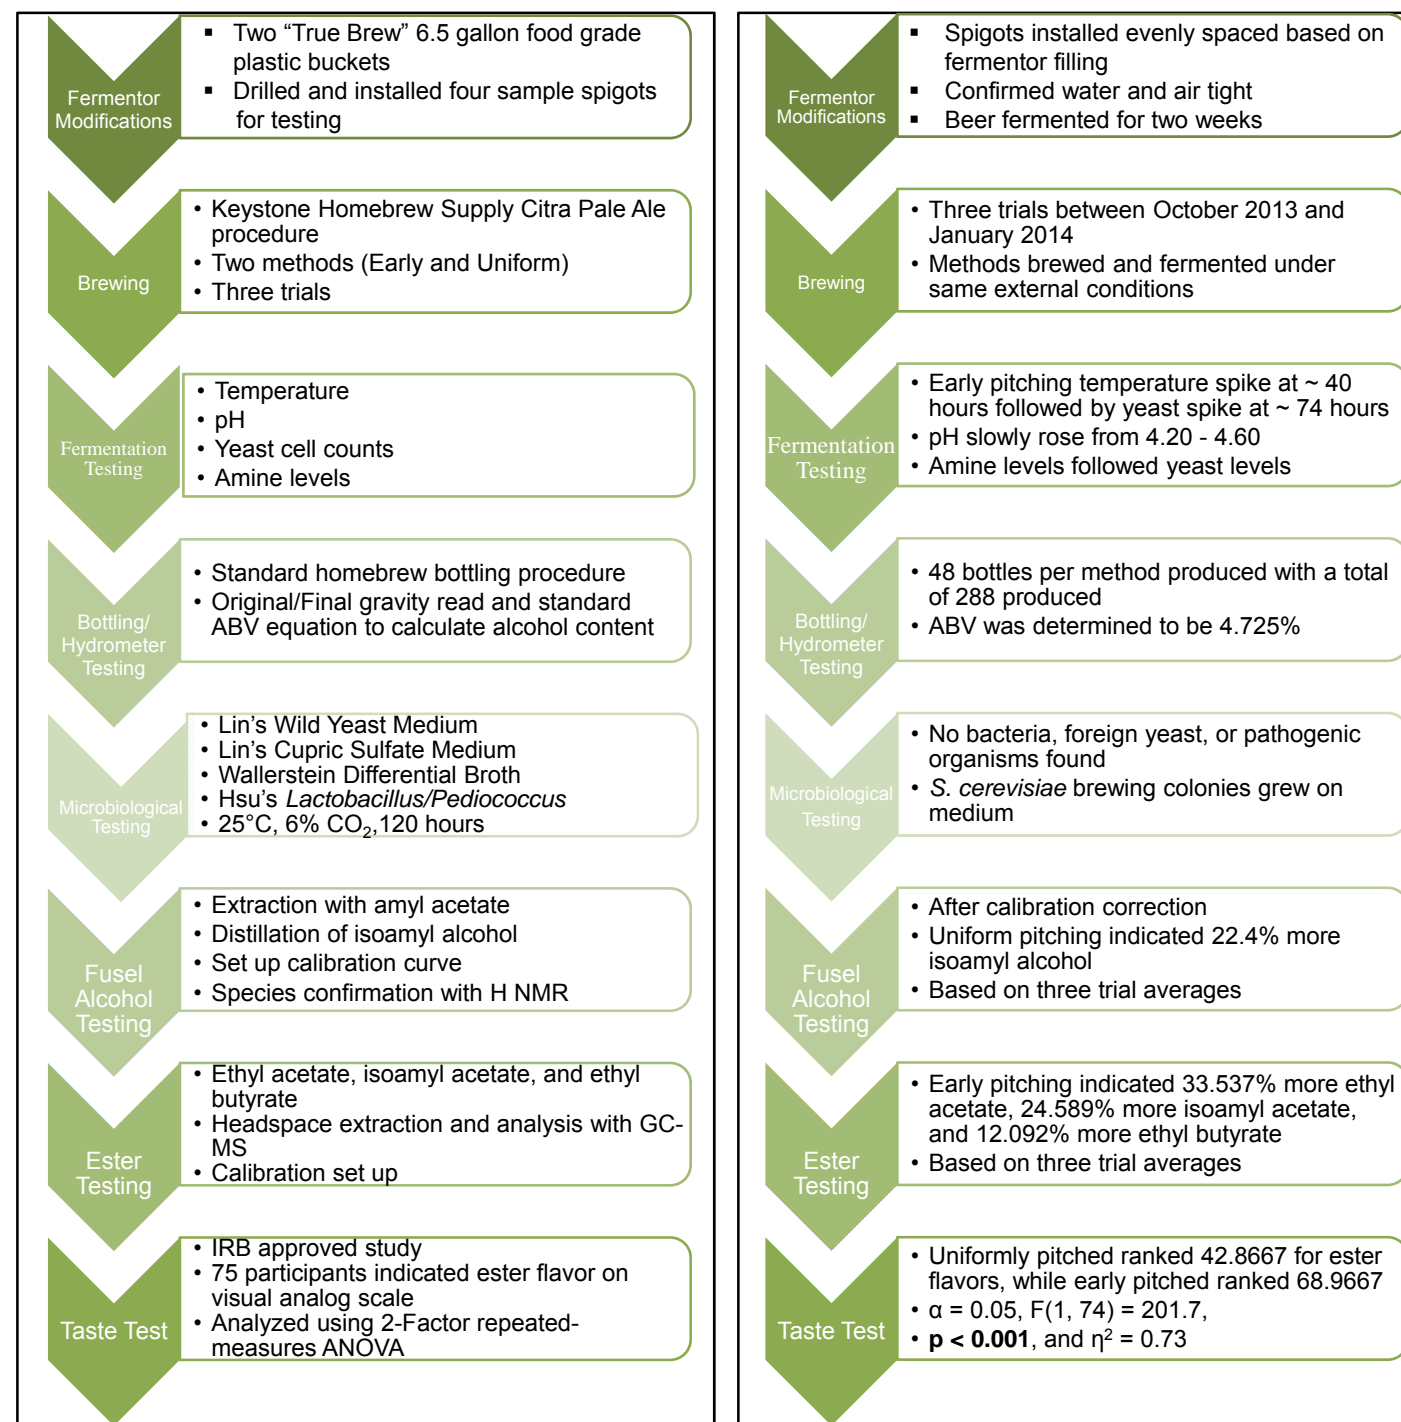 Fermentor
Modifications
▪ Two “True Brew” 6.5 gallon food grade
plastic buckets
▪ Drilled and installed four sample spigots
for testing
Brewing
• Keystone Homebrew Supply Citra Pale Ale
procedure
• Two methods (Early and Uniform)
• Three trials
Fermentation
Testing
• Temperature
• pH
• Yeast cell counts
• Amine levels
Bottling/
Hydrometer
Testing
• Standard homebrew bottling procedure
• Original/Final gravity read and standard
ABV equation to calculate alcohol content
Microbiological
Testing
• Lin’s Wild Yeast Medium
• Lin’s Cupric Sulfate Medium
• Wallerstein Differential Broth
• Hsu’s Lactobacillus/Pediococcus
• 25°C, 6% CO₂,120 hours
Fusel
Alcohol
Testing
• Extraction with amyl acetate
• Distillation of isoamyl alcohol
• Set up calibration curve
• Species confirmation with H NMR
Ester
Testing
• Ethyl acetate, isoamyl acetate, and ethyl
butyrate
• Headspace extraction and analysis with GC-
MS
• Calibration set up
Taste Test
• IRB approved study
• 75 participants indicated ester flavor on
visual analog scale
• Analyzed using 2-Factor repeated-
measures ANOVA
Fermentor
Modifications
▪ Spigots installed evenly spaced based on
fermentor filling
▪ Confirmed water and air tight
▪ Beer fermented for two weeks
Brewing
• Three trials between October 2013 and
January 2014
• Methods brewed and fermented under
same external conditions
Fermentation
Testing
• Early pitching temperature spike at ~ 40
hours followed by yeast spike at ~ 74 hours
• pH slowly rose from 4.20 - 4.60
• Amine levels followed yeast levels
Bottling/
Hydrometer
Testing
• 48 bottles per method produced with a total
of 288 produced
• ABV was determined to be 4.725%
Microbiological
Testing
• No bacteria, foreign yeast, or pathogenic
organisms found
• S. cerevisiae brewing colonies grew on
medium
Fusel
Alcohol
Testing
• After calibration correction
• Uniform pitching indicated 22.4% more
isoamyl alcohol
• Based on three trial averages
Ester
Testing
• Early pitching indicated 33.537% more ethyl
acetate, 24.589% more isoamyl acetate,
and 12.092% more ethyl butyrate
• Based on three trial averages
Taste Test
• Uniformly pitched ranked 42.8667 for ester
flavors, while early pitched ranked 68.9667
• α = 0.05, F(1, 74) = 201.7,
• p < 0.001, and η² = 0.73